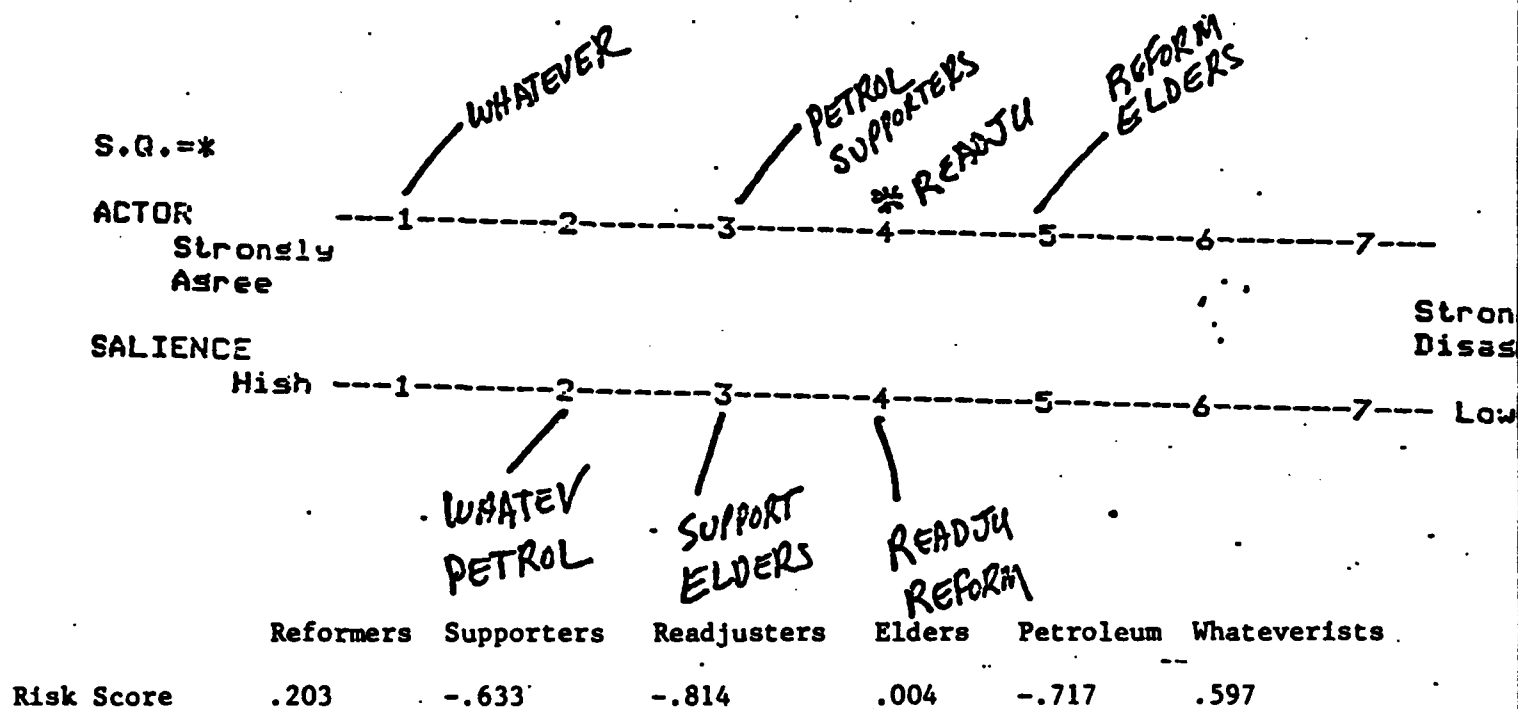 WHATEVER
PETROL
SUPPORTERS
* READJU
REFORM
ELDERS
S.Q.=*
ACTOR ---1-------2-------3-------4-------5-------6-------7---
Strongly
Agree
Stron
Disag
SALIENCE
High ---1-------2-------3-------4-------5-------6-------7--- Low
WHATEV
PETROL
SUPPORT
ELDERS
READJU
REFORM
Reformers Supporters Readjusters Elders Petroleum Whateverists
Risk Score .203 -.633 -.814 .004 -.717 .597